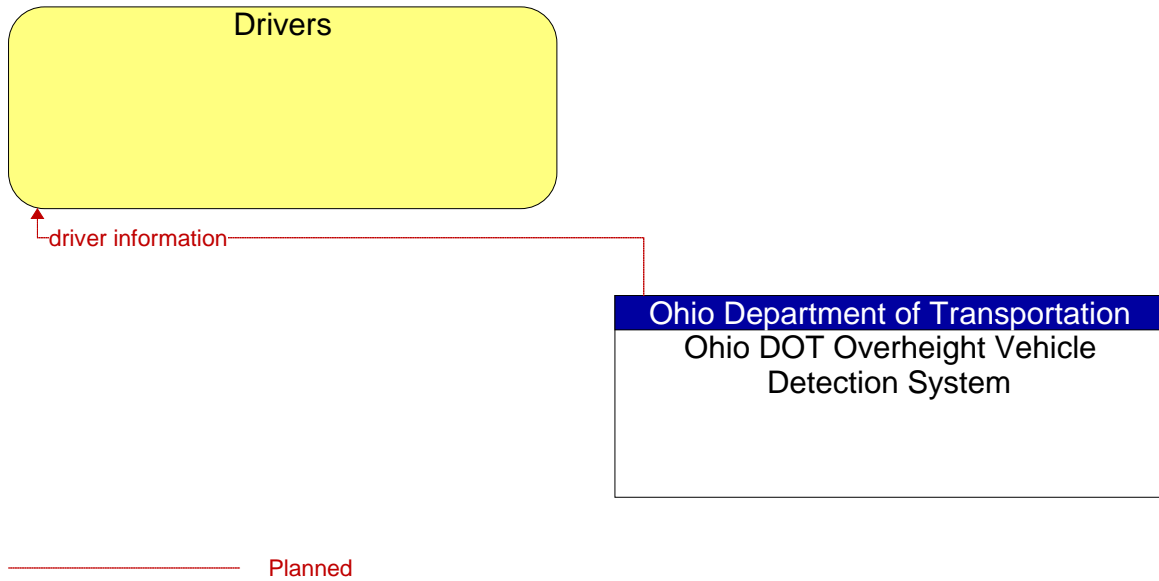 Drivers
driver information
Ohio Department of Transportation
Ohio DOT Overheight Vehicle
Detection System
Planned